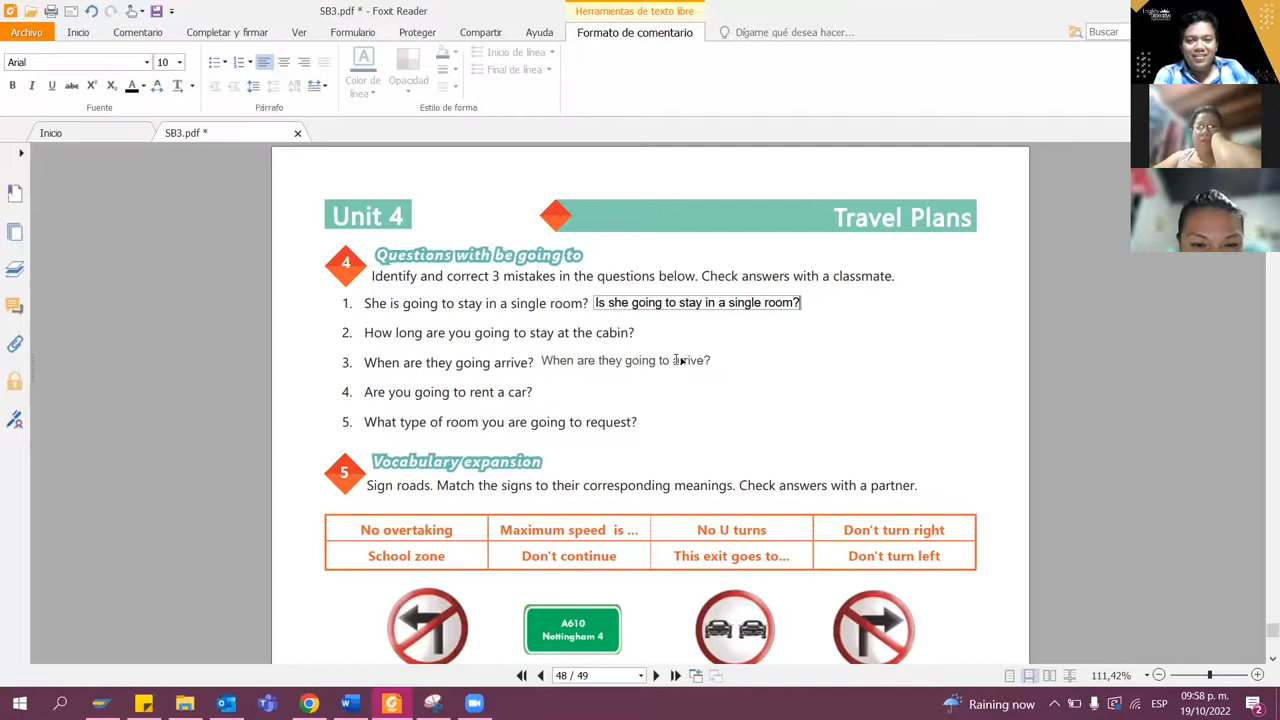 SB3.pdf * - Foxit Reader
Herramientas de texto libre
Archivo Inicio Comentario Completar y firmar Ver Formulario Proteger Compartir Ayuda Formato de comentario Dígame qué desea hacer... Buscar
Arial 10
Color de línea Opacidad
Inicio de línea
Final de línea
Fuente Párrafo Estilo de forma
Inicio SB3.pdf *
Unit 4 Travel Plans
4 Questions with be going to
Identify and correct 3 mistakes in the questions below. Check answers with a classmate.
1. She is going to stay in a single room? Is she going to stay in a single room?
2. How long are you going to stay at the cabin?
3. When are they going arrive? When are they going to arrive?
4. Are you going to rent a car?
5. What type of room you are going to request?
5 Vocabulary expansion
Sign roads. Match the signs to their corresponding meanings. Check answers with a partner.
No overtaking Maximum speed is ... No U turns Don't turn right
School zone Don't continue This exit goes to... Don't turn left
A610
Nottingham 4
48 / 49
111,42%
Raining now
ESP
09:58 p. m.
19/10/2022
2